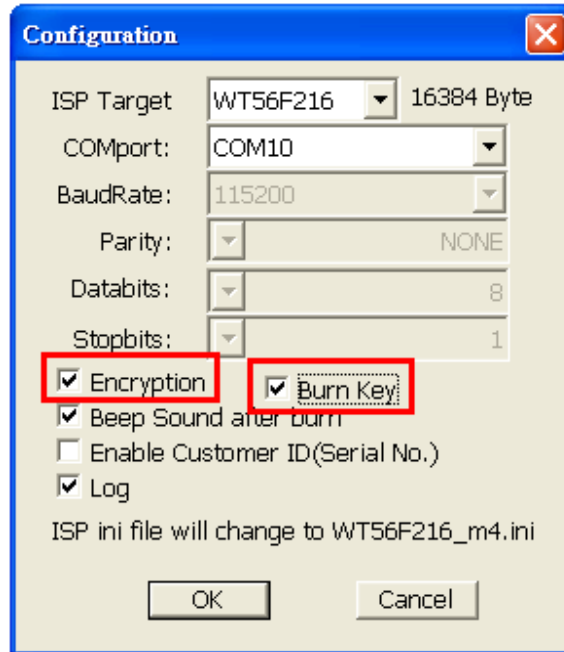 Configuration
ISP Target WT56F216 16384 Byte
COMport: COM10
BaudRate: 115200
Parity: NONE
Databits: 8
Stopbits: 1
Encryption Burn Key
Beep Sound after burn
Enable Customer ID(Serial No.)
Log
ISP ini file will change to WT56F216_m4.ini
OK Cancel